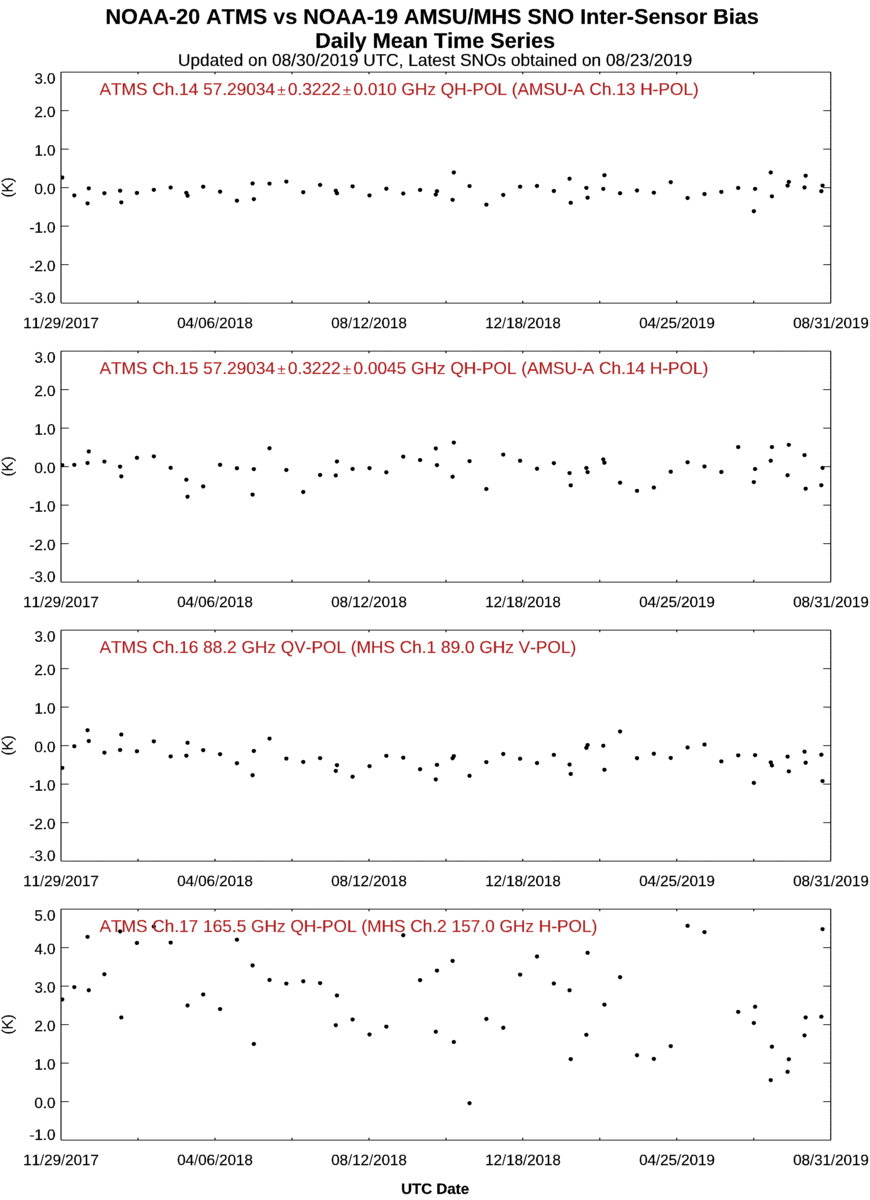 NOAA-20 ATMS vs NOAA-19 AMSU/MHS SNO Inter-Sensor Bias
Daily Mean Time Series
Updated on 08/30/2019 UTC, Latest SNOs obtained on 08/23/2019
ATMS Ch.14 57.29034±0.3222±0.010 GHz QH-POL (AMSU-A Ch.13 H-POL)
3.0
2.0
1.0
0.0
-1.0
-2.0
-3.0
(K)
11/29/2017 04/06/2018 08/12/2018 12/18/2018 04/25/2019 08/31/2019
ATMS Ch.15 57.29034±0.3222±0.0045 GHz QH-POL (AMSU-A Ch.14 H-POL)
3.0
2.0
1.0
0.0
-1.0
-2.0
-3.0
(K)
11/29/2017 04/06/2018 08/12/2018 12/18/2018 04/25/2019 08/31/2019
ATMS Ch.16 88.2 GHz QV-POL (MHS Ch.1 89.0 GHz V-POL)
3.0
2.0
1.0
0.0
-1.0
-2.0
-3.0
(K)
11/29/2017 04/06/2018 08/12/2018 12/18/2018 04/25/2019 08/31/2019
ATMS Ch.17 165.5 GHz QH-POL (MHS Ch.2 157.0 GHz H-POL)
5.0
4.0
3.0
2.0
1.0
0.0
-1.0
(K)
11/29/2017 04/06/2018 08/12/2018 12/18/2018 04/25/2019 08/31/2019
UTC Date